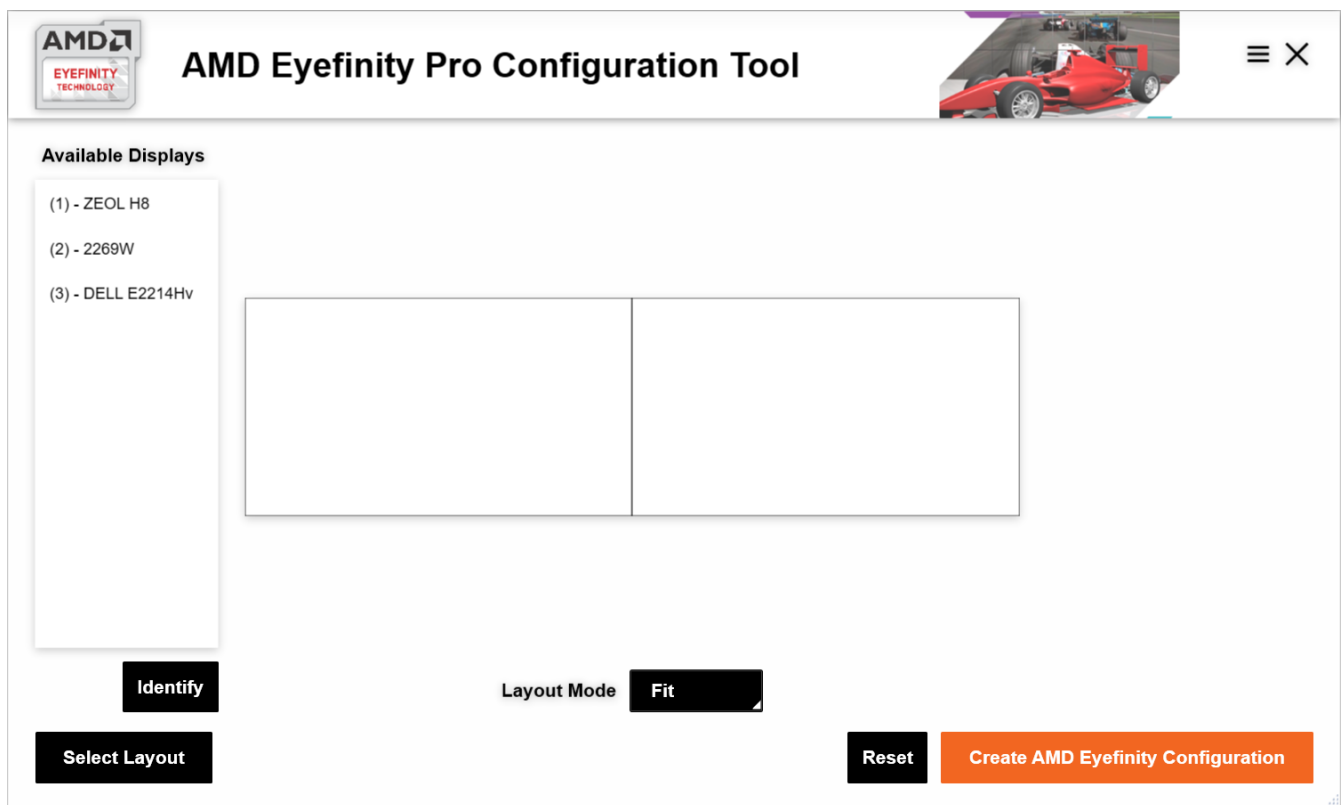 AMD
EYEFINITY
TECHNOLOGY
AMD Eyefinity Pro Configuration Tool
Available Displays
(1) - ZEOL H8
(2) - 2269W
(3) - DELL E2214Hv
Identify
Layout Mode Fit
Select Layout
Reset
Create AMD Eyefinity Configuration